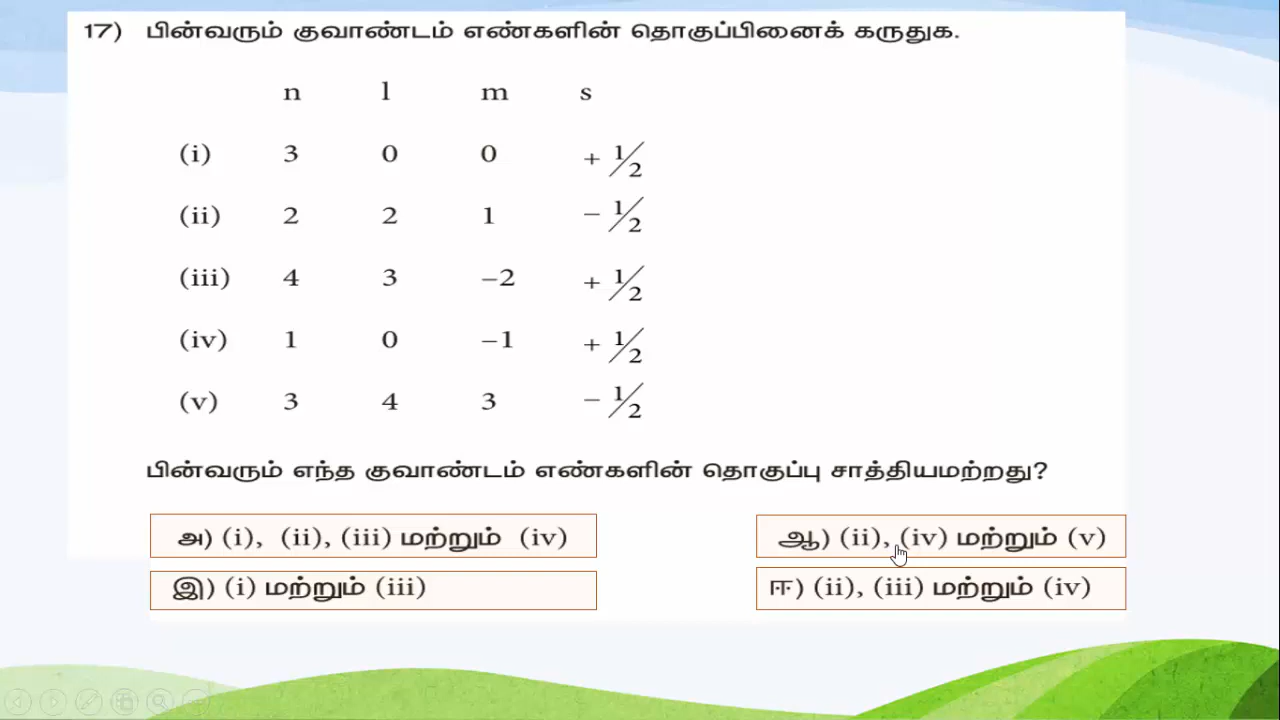 17) பின்வரும் குவாண்டம் எண்களின் தொகுப்பினைக் கருதுக.
n l m s
(i) 3 0 0 + 1/2
(ii) 2 2 1 − 1/2
(iii) 4 3 −2 + 1/2
(iv) 1 0 −1 + 1/2
(v) 3 4 3 − 1/2
பின்வரும் எந்த குவாண்டம் எண்களின் தொகுப்பு சாத்தியமற்றது?
அ) (i), (ii), (iii) மற்றும் (iv)
ஆ) (ii), (iv) மற்றும் (v)
இ) (i) மற்றும் (iii)
ஈ) (ii), (iii) மற்றும் (iv)